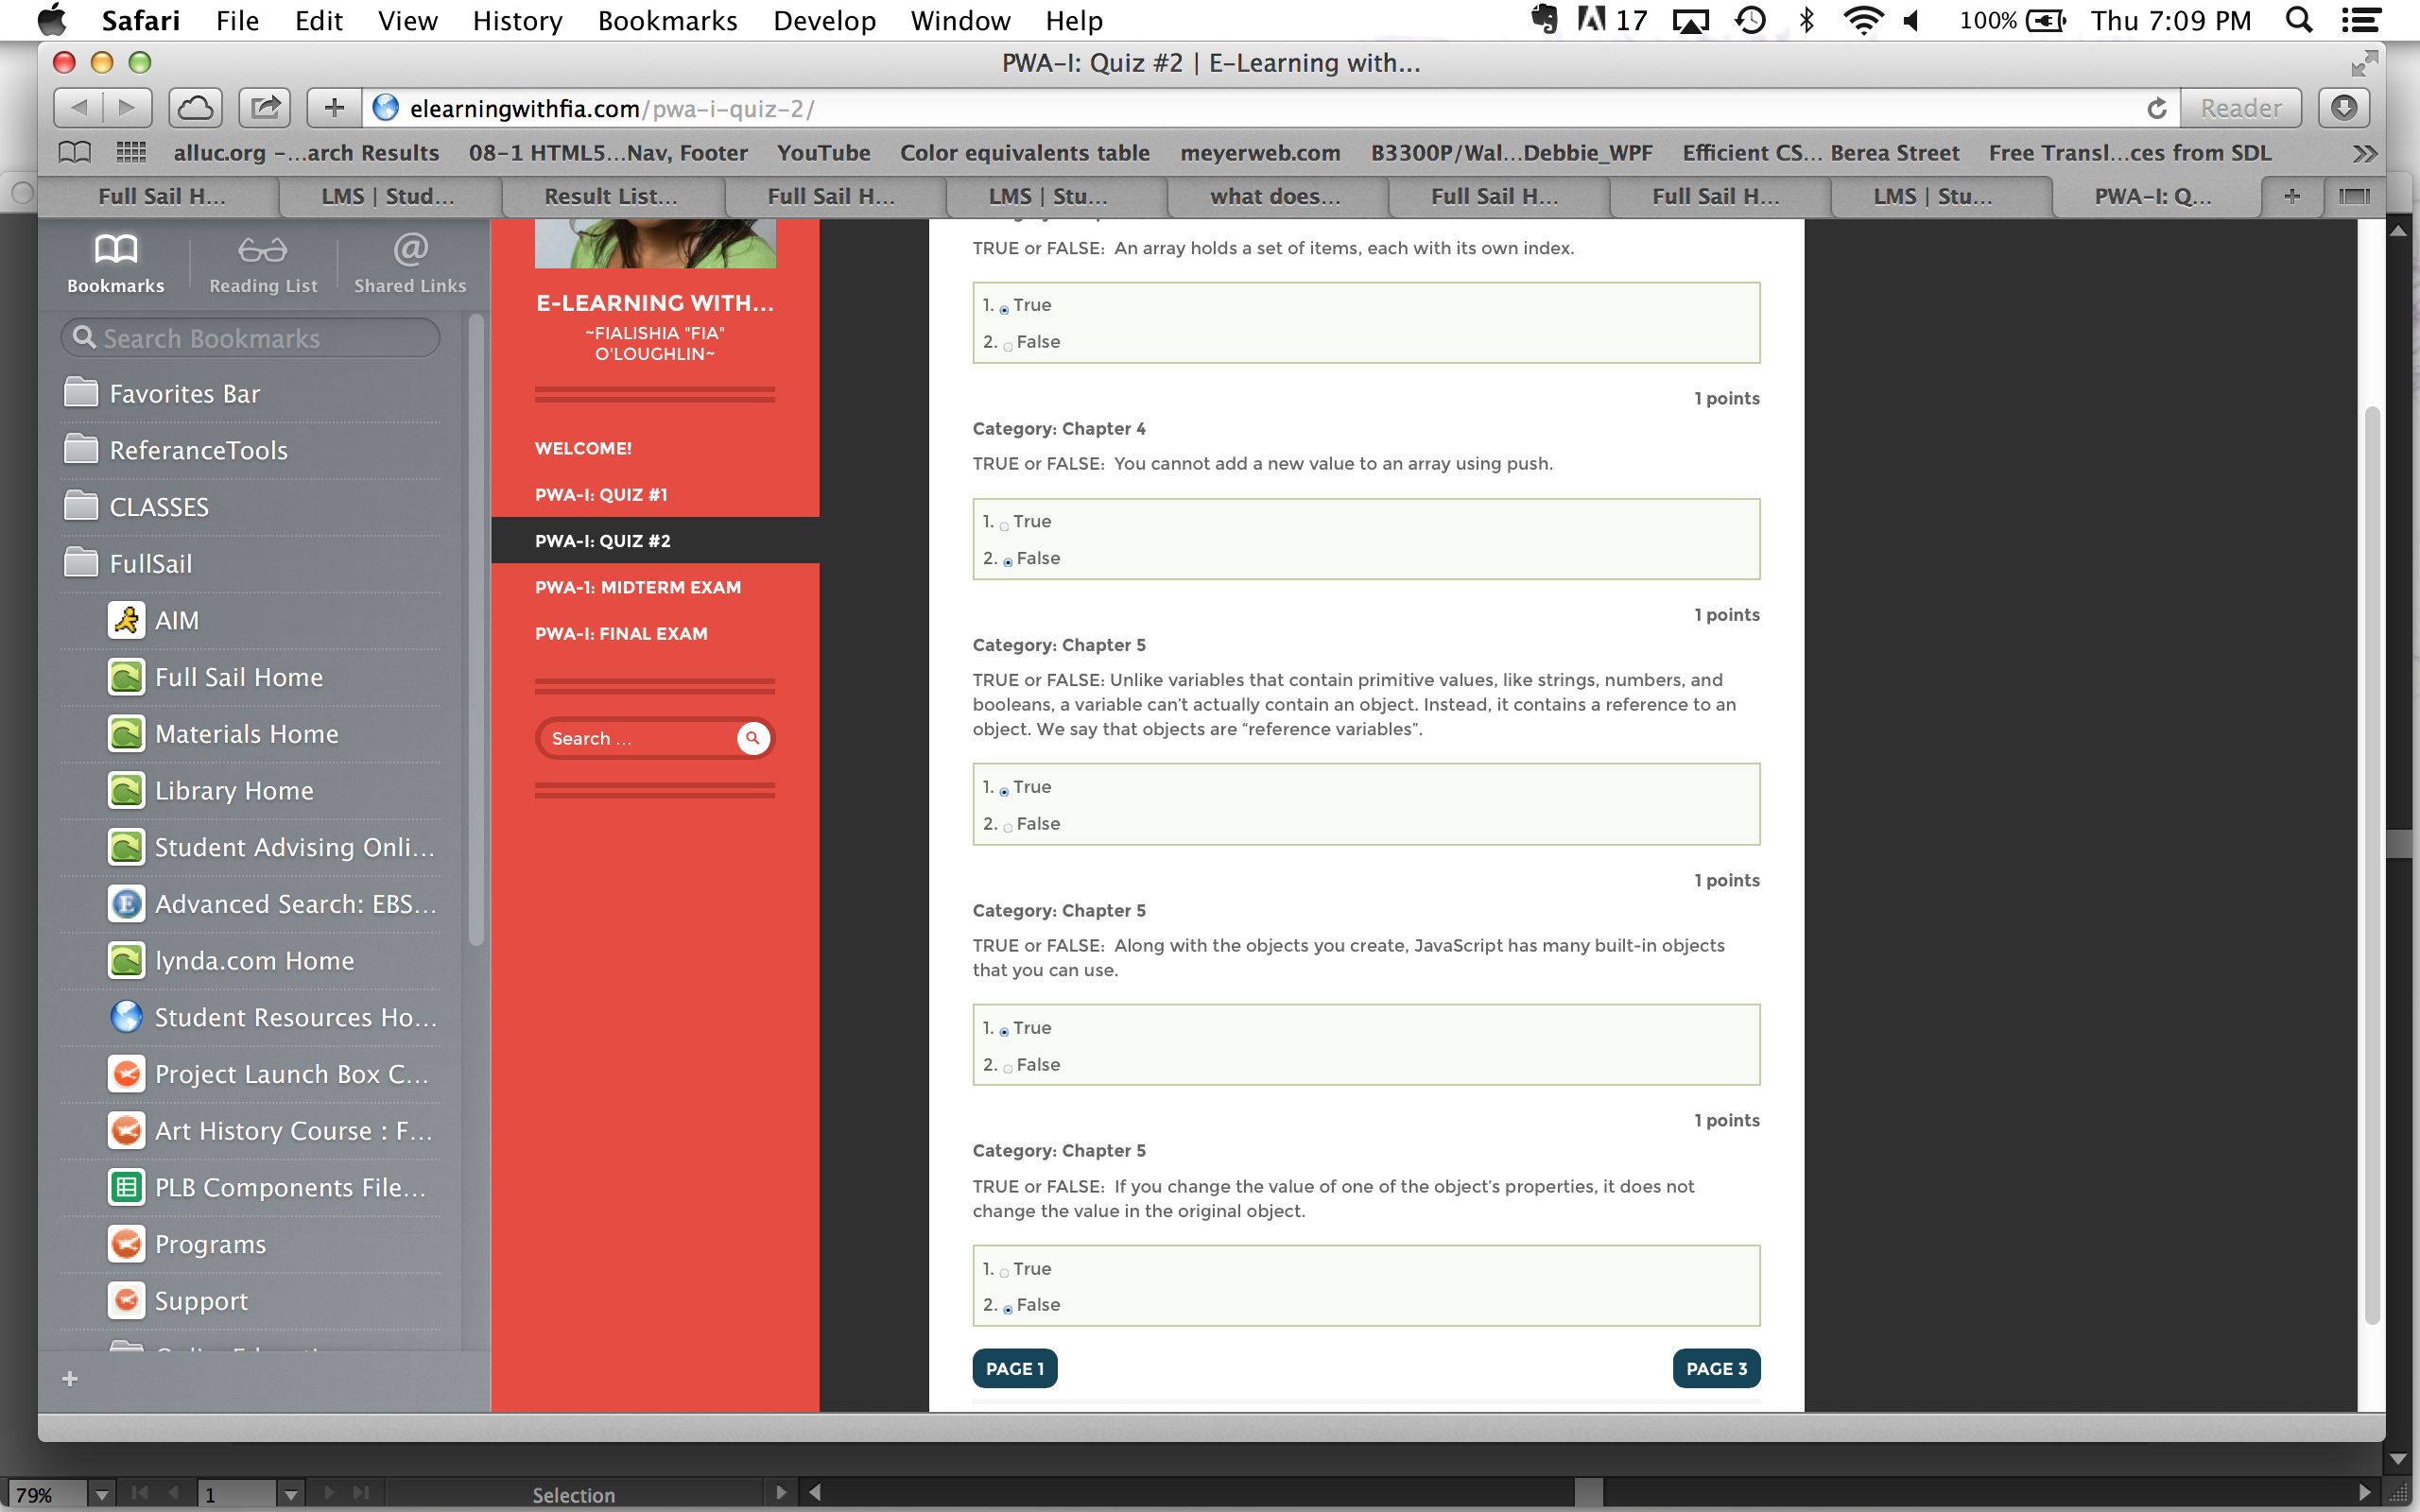 Safari File Edit View History Bookmarks Develop Window Help 17 100% Thu 7:09 PM
PWA-I: Quiz #2 | E-Learning with...
elearningwithfia.com/pwa-i-quiz-2/ Reader
alluc.org -...arch Results 08-1 HTML5...Nav, Footer YouTube Color equivalents table meyerweb.com B3300P/Wal...Debbie_WPF Efficient CS... Berea Street Free Transl...ces from SDL
Full Sail H... LMS | Stud... Result List... Full Sail H... LMS | Stu... what does... Full Sail H... Full Sail H... LMS | Stu... PWA-I: Q...
Bookmarks Reading List Shared Links
Search Bookmarks
Favorites Bar
ReferanceTools
CLASSES
FullSail
AIM
Full Sail Home
Materials Home
Library Home
Student Advising Onli...
Advanced Search: EBS...
lynda.com Home
Student Resources Ho...
Project Launch Box C...
Art History Course : F...
PLB Components File...
Programs
Support
E-LEARNING WITH...
~FIALISHIA "FIA"
O'LOUGHLIN~
WELCOME!
PWA-I: QUIZ #1
PWA-I: QUIZ #2
PWA-1: MIDTERM EXAM
PWA-I: FINAL EXAM
Search ...
TRUE or FALSE: An array holds a set of items, each with its own index.
1. True
2. False
1 points
Category: Chapter 4
TRUE or FALSE: You cannot add a new value to an array using push.
1. True
2. False
1 points
Category: Chapter 5
TRUE or FALSE: Unlike variables that contain primitive values, like strings, numbers, and
booleans, a variable can't actually contain an object. Instead, it contains a reference to an
object. We say that objects are “reference variables”.
1. True
2. False
1 points
Category: Chapter 5
TRUE or FALSE: Along with the objects you create, JavaScript has many built-in objects
that you can use.
1. True
2. False
1 points
Category: Chapter 5
TRUE or FALSE: If you change the value of one of the object's properties, it does not
change the value in the original object.
1. True
2. False
PAGE 1 PAGE 3
79% 1 Selection